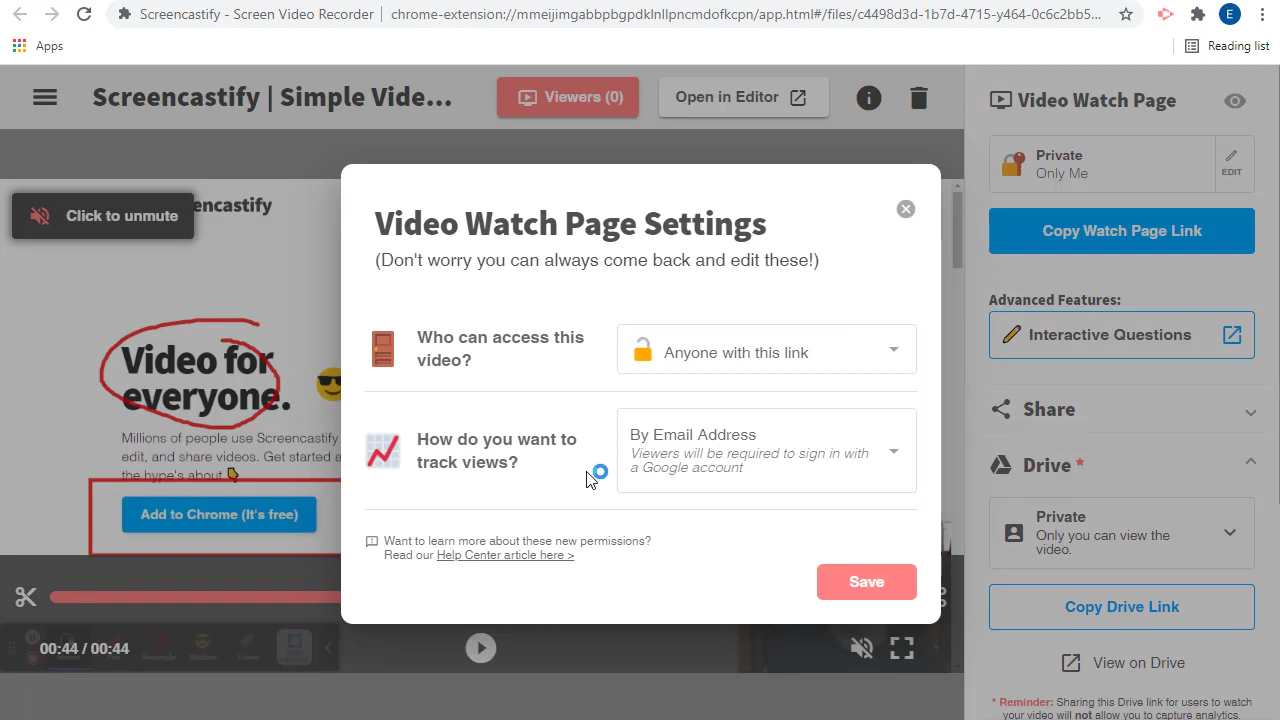 Screencastify - Screen Video Recorder | chrome-extension://mmeijimgabbpbgpdklnllpncmdofkcpn/app.html#/files/c4498d3d-1b7d-4715-y464-0c6c2bb5...
E
Apps
Reading list
Screencastify | Simple Vide...
Viewers (0)
Open in Editor
Video Watch Page
Private
Only Me
EDIT
Copy Watch Page Link
Advanced Features:
Interactive Questions
Share
Drive *
Private
Only you can view the
video.
Copy Drive Link
View on Drive
* Reminder: Sharing this Drive link for users to watch
your video will not allow you to capture analytics.
Click to unmute
encastify
Video for
everyone.
Millions of people use Screencastify
edit, and share videos. Get started a
the hype's about
Add to Chrome (It's free)
00:44 / 00:44
Video Watch Page Settings
(Don't worry you can always come back and edit these!)
Who can access this
video?
Anyone with this link
How do you want to
track views?
By Email Address
Viewers will be required to sign in with
a Google account
Want to learn more about these new permissions?
Read our Help Center article here >
Save